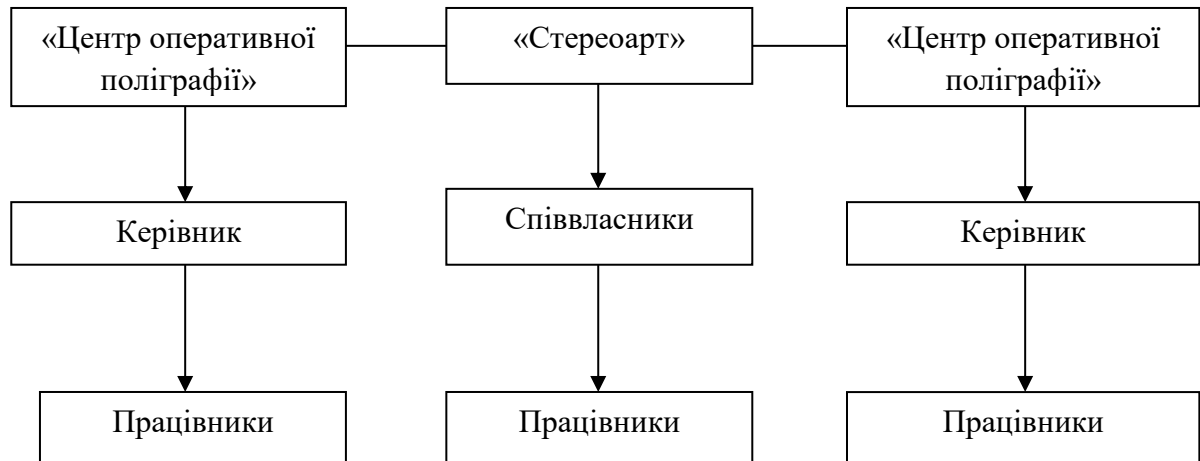 «Центр оперативної
поліграфії»
«Стереоарт»
«Центр оперативної
поліграфії»
Керівник
Співвласники
Керівник
Працівники
Працівники
Працівники